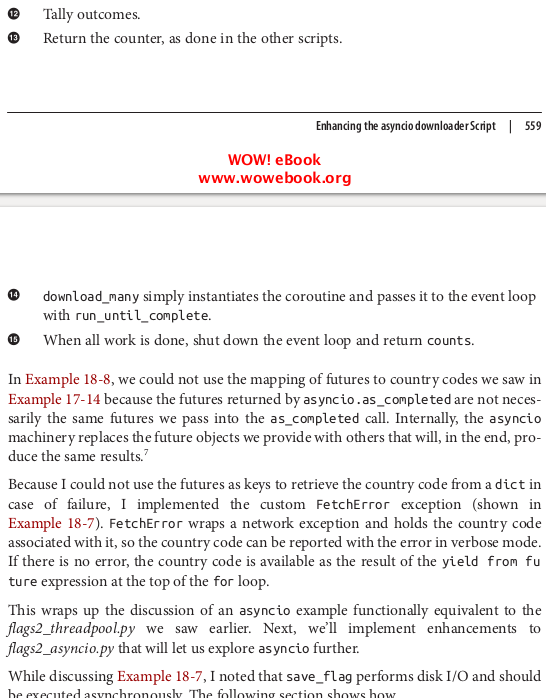 ⓬ Tally outcomes.
⓭ Return the counter, as done in the other scripts.
Enhancing the asyncio downloader Script | 559
WOW! eBook
www.wowebook.org
⓮ download_many simply instantiates the coroutine and passes it to the event loop
with run_until_complete.
⓯ When all work is done, shut down the event loop and return counts.
In Example 18-8, we could not use the mapping of futures to country codes we saw in
Example 17-14 because the futures returned by asyncio.as_completed are not neces-
sarily the same futures we pass into the as_completed call. Internally, the asyncio
machinery replaces the future objects we provide with others that will, in the end, pro-
duce the same results.7
Because I could not use the futures as keys to retrieve the country code from a dict in
case of failure, I implemented the custom FetchError exception (shown in
Example 18-7). FetchError wraps a network exception and holds the country code
associated with it, so the country code can be reported with the error in verbose mode.
If there is no error, the country code is available as the result of the yield from fu
ture expression at the top of the for loop.
This wraps up the discussion of an asyncio example functionally equivalent to the
flags2_threadpool.py we saw earlier. Next, we'll implement enhancements to
flags2_asyncio.py that will let us explore asyncio further.
While discussing Example 18-7, I noted that save_flag performs disk I/O and should
be executed asynchronously. The following section shows how.